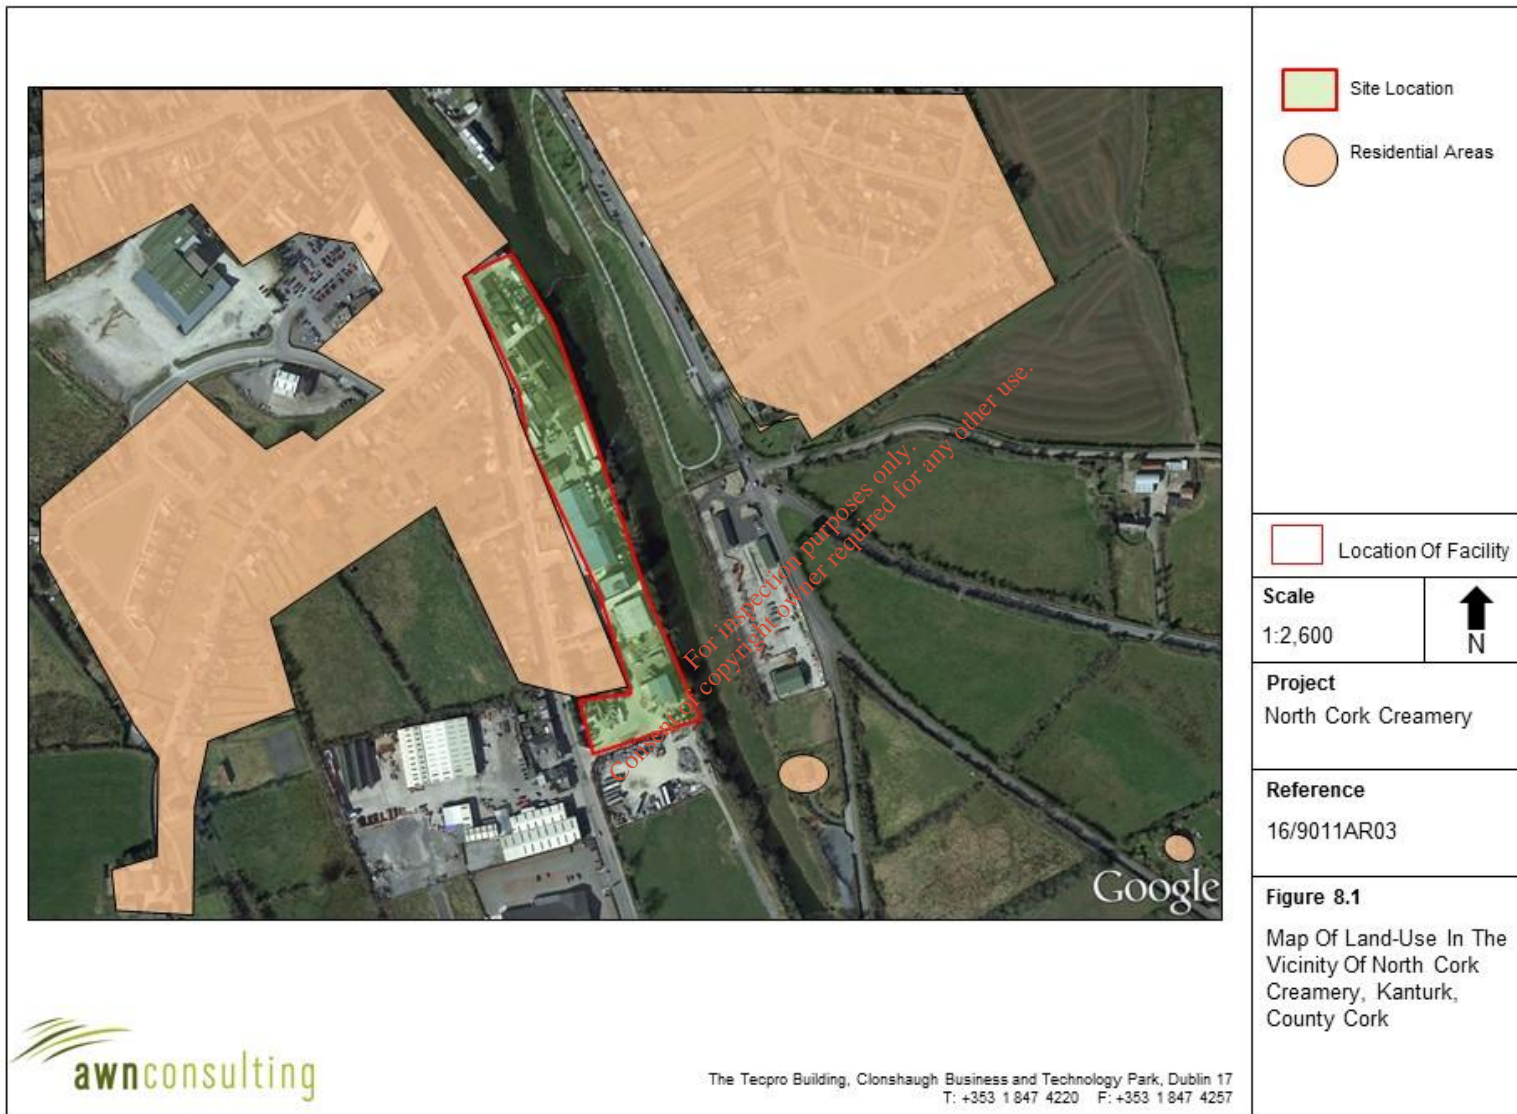 Site Location
Residential Areas
For inspection purposes only.
Consent of copyright owner required for any other use.
Google
Location Of Facility
Scale
1:2,600
N
Project
North Cork Creamery
Reference
16/9011AR03
Figure 8.1
Map Of Land-Use In The
Vicinity Of North Cork
Creamery, Kanturk,
County Cork
awnconsulting
The Tecpro Building, Clonshaugh Business and Technology Park, Dublin 17
T: +353 1 847 4220 F: +353 1 847 4257